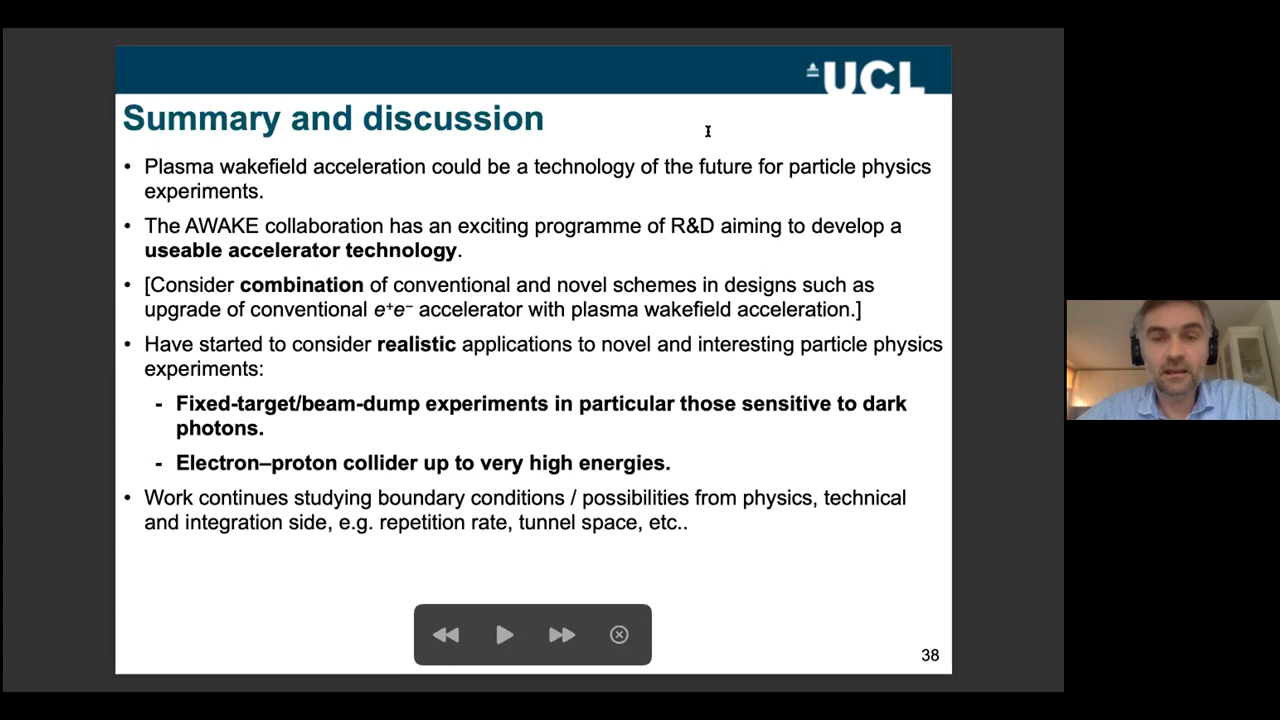 UCL
Summary and discussion
• Plasma wakefield acceleration could be a technology of the future for particle physics
experiments.
• The AWAKE collaboration has an exciting programme of R&D aiming to develop a
useable accelerator technology.
• [Consider combination of conventional and novel schemes in designs such as
upgrade of conventional e⁺e⁻ accelerator with plasma wakefield acceleration.]
• Have started to consider realistic applications to novel and interesting particle physics
experiments:
- Fixed-target/beam-dump experiments in particular those sensitive to dark
photons.
- Electron–proton collider up to very high energies.
• Work continues studying boundary conditions / possibilities from physics, technical
and integration side, e.g. repetition rate, tunnel space, etc..
38